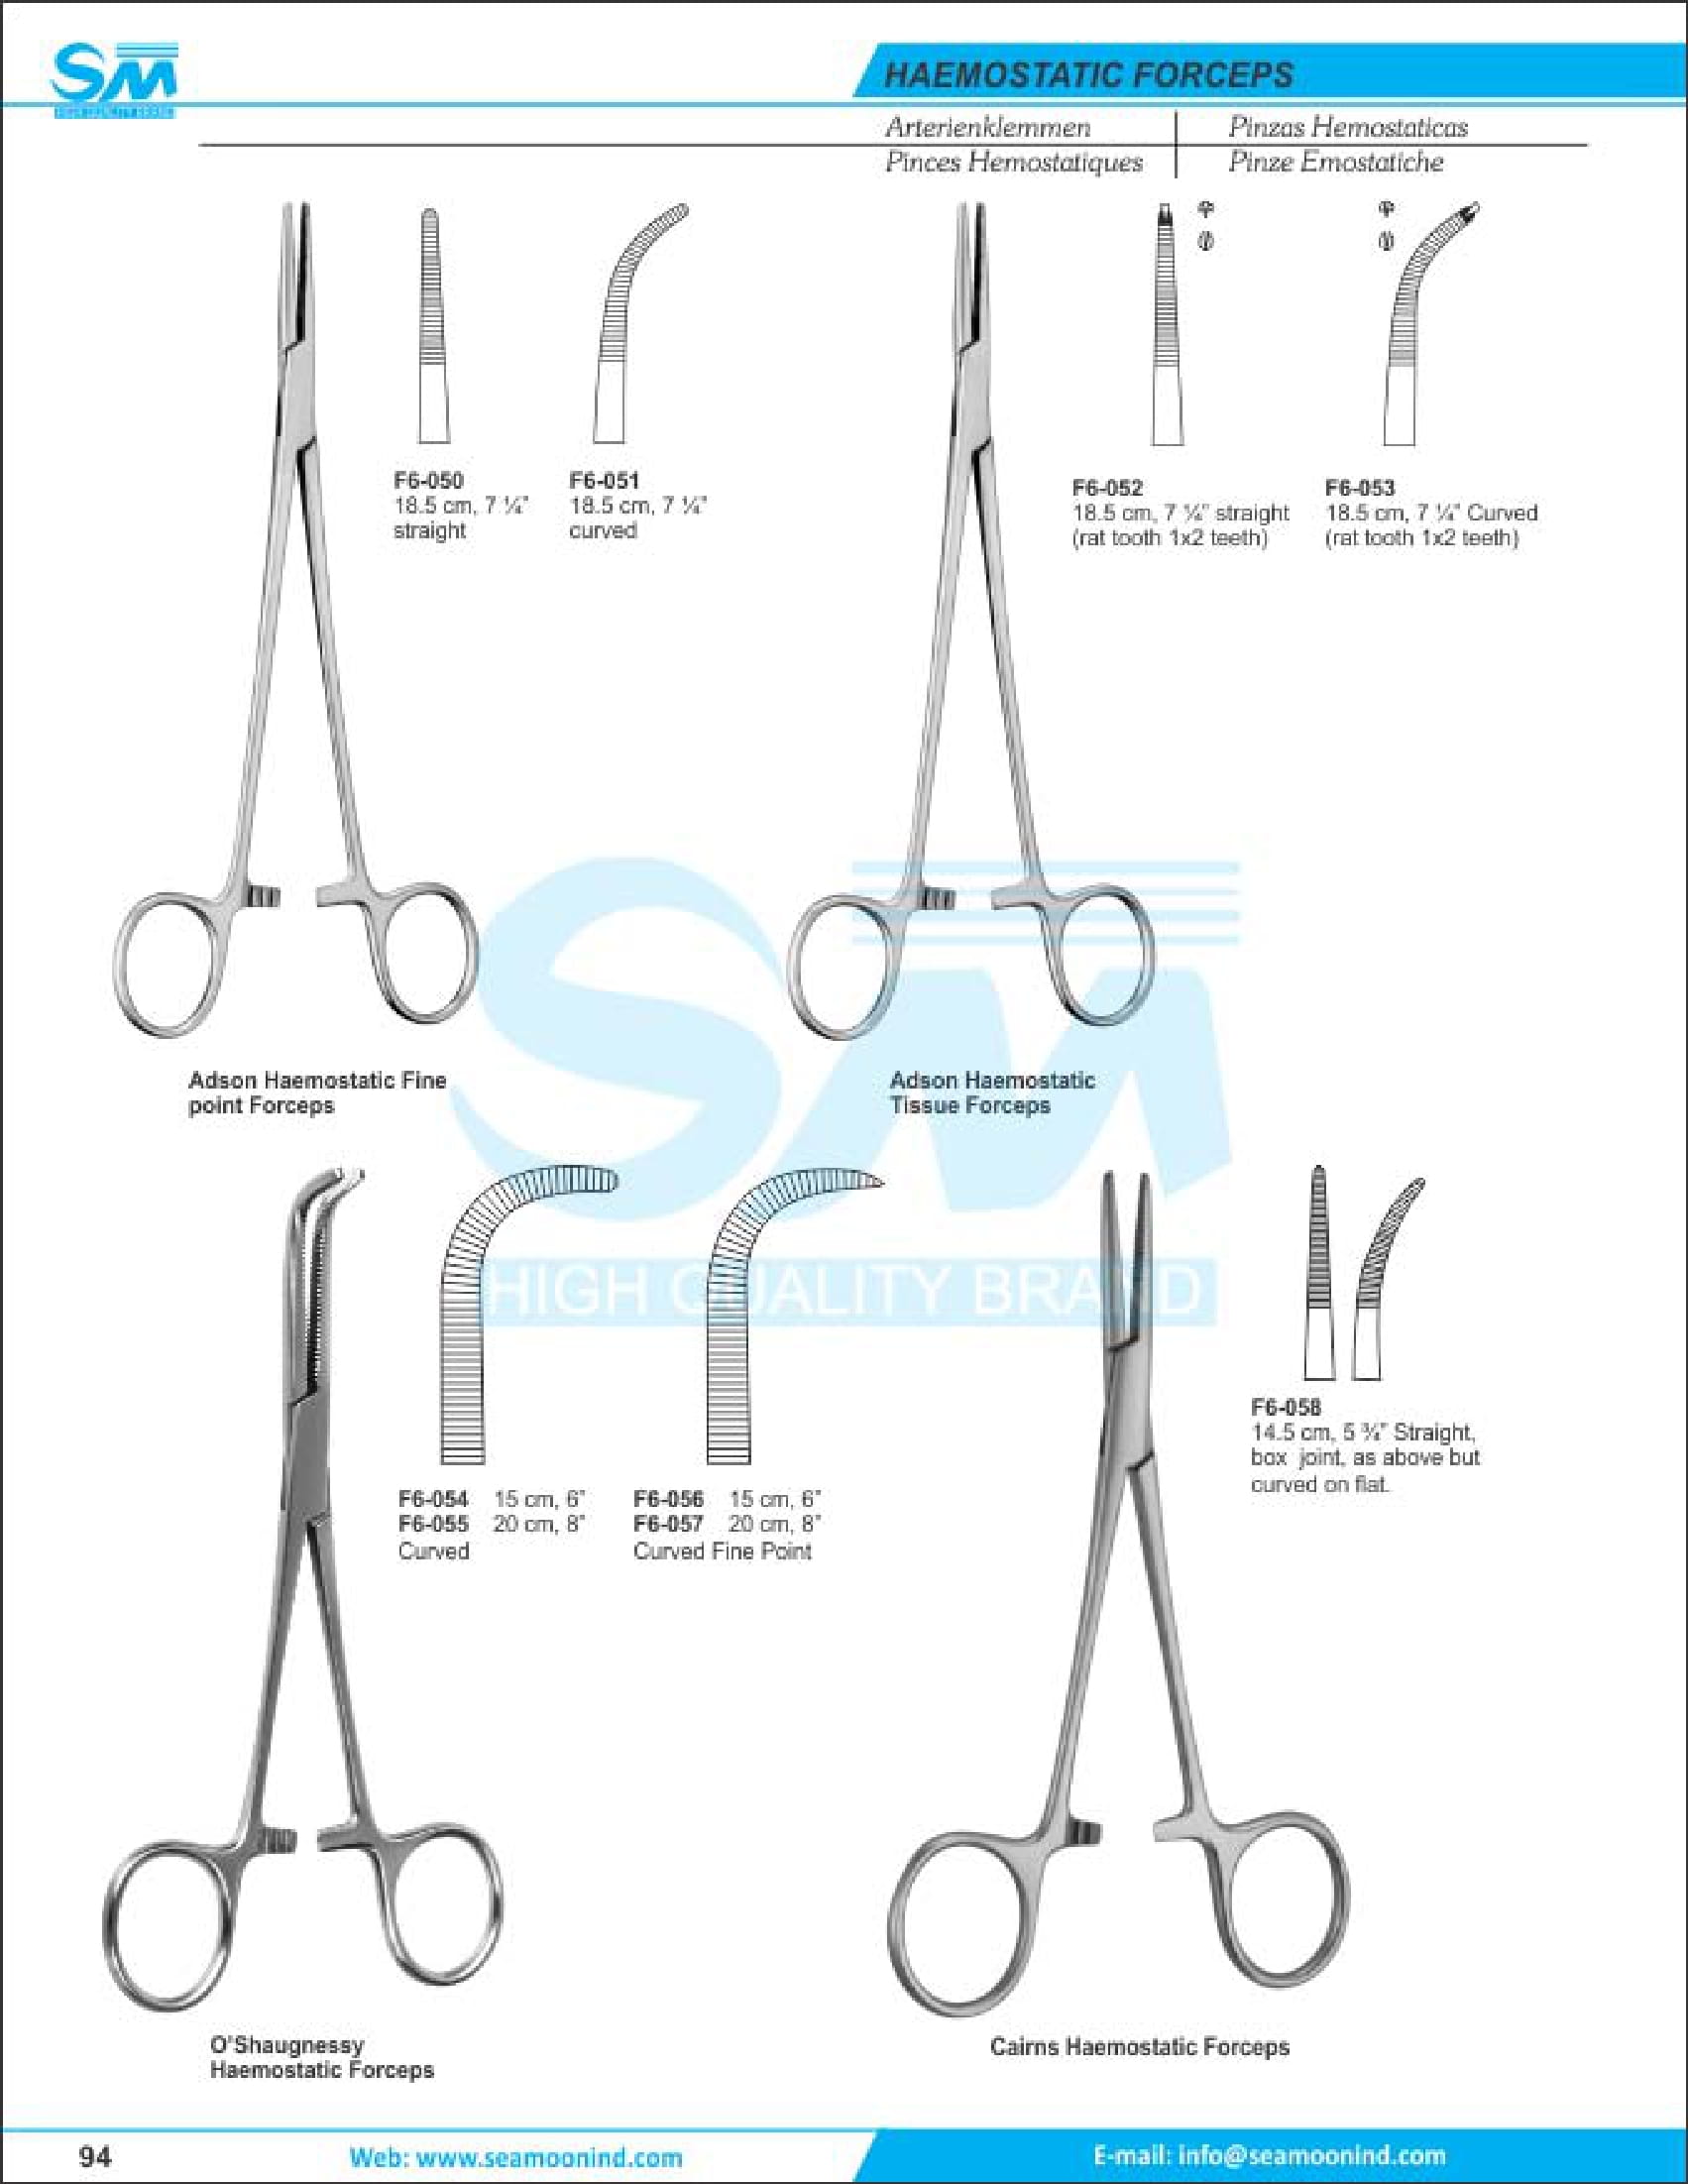 SM
HAEMOSTATIC FORCEPS
Arterienklemmen
Pinzas Hemostaticas
Pinces Hemostatiques
Pinze Emostatiche
F6-050
18.5 cm, 7 ¼"
straight
F6-051
18.5 cm, 7 ¼"
curved
F6-052
18.5 cm, 7 ¼" straight
(rat tooth 1x2 teeth)
F6-053
18.5 cm, 7 ¼" Curved
(rat tooth 1x2 teeth)
Adson Haemostatic Fine
point Forceps
Adson Haemostatic
Tissue Forceps
SM
HIGH QUALITY BRAND
F6-054 15 cm, 6"
F6-055 20 cm, 8"
Curved
F6-056 15 cm, 6"
F6-057 20 cm, 8"
Curved Fine Point
F6-058
14.5 cm, 5 ¾" Straight,
box joint, as above but
curved on flat.
O'Shaugnessy
Haemostatic Forceps
Cairns Haemostatic Forceps
94
Web: www.seamoonind.com
E-mail: info@seamoonind.com